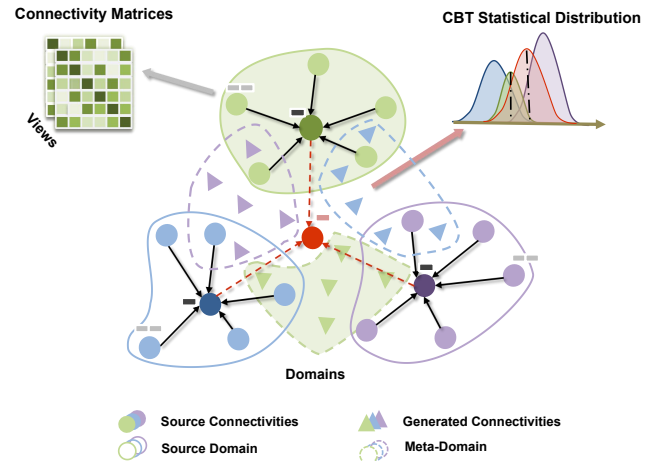 Connectivity Matrices
CBT Statistical Distribution
Views
Domains
Source Connectivities
Generated Connectivities
Source Domain
Meta-Domain